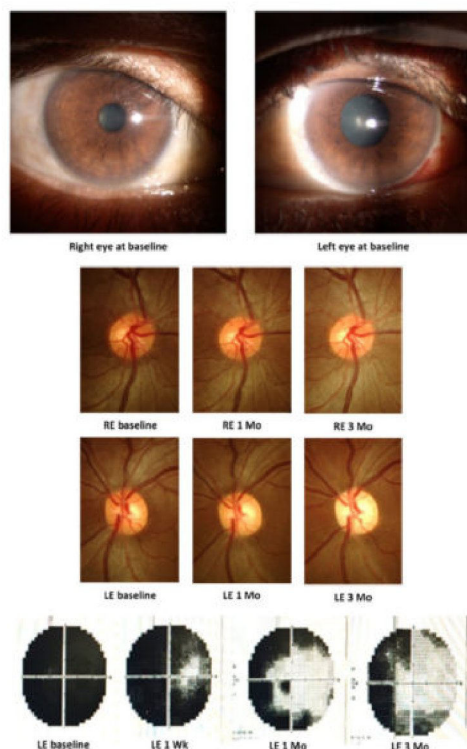 Right eye at baseline
Left eye at baseline
RE baseline
RE 1 Mo
RE 3 Mo
LE baseline
LE 1 Mo
LE 3 Mo
LE baseline
LE 1 Wk
LE 1 Mo
LE 3 Mo